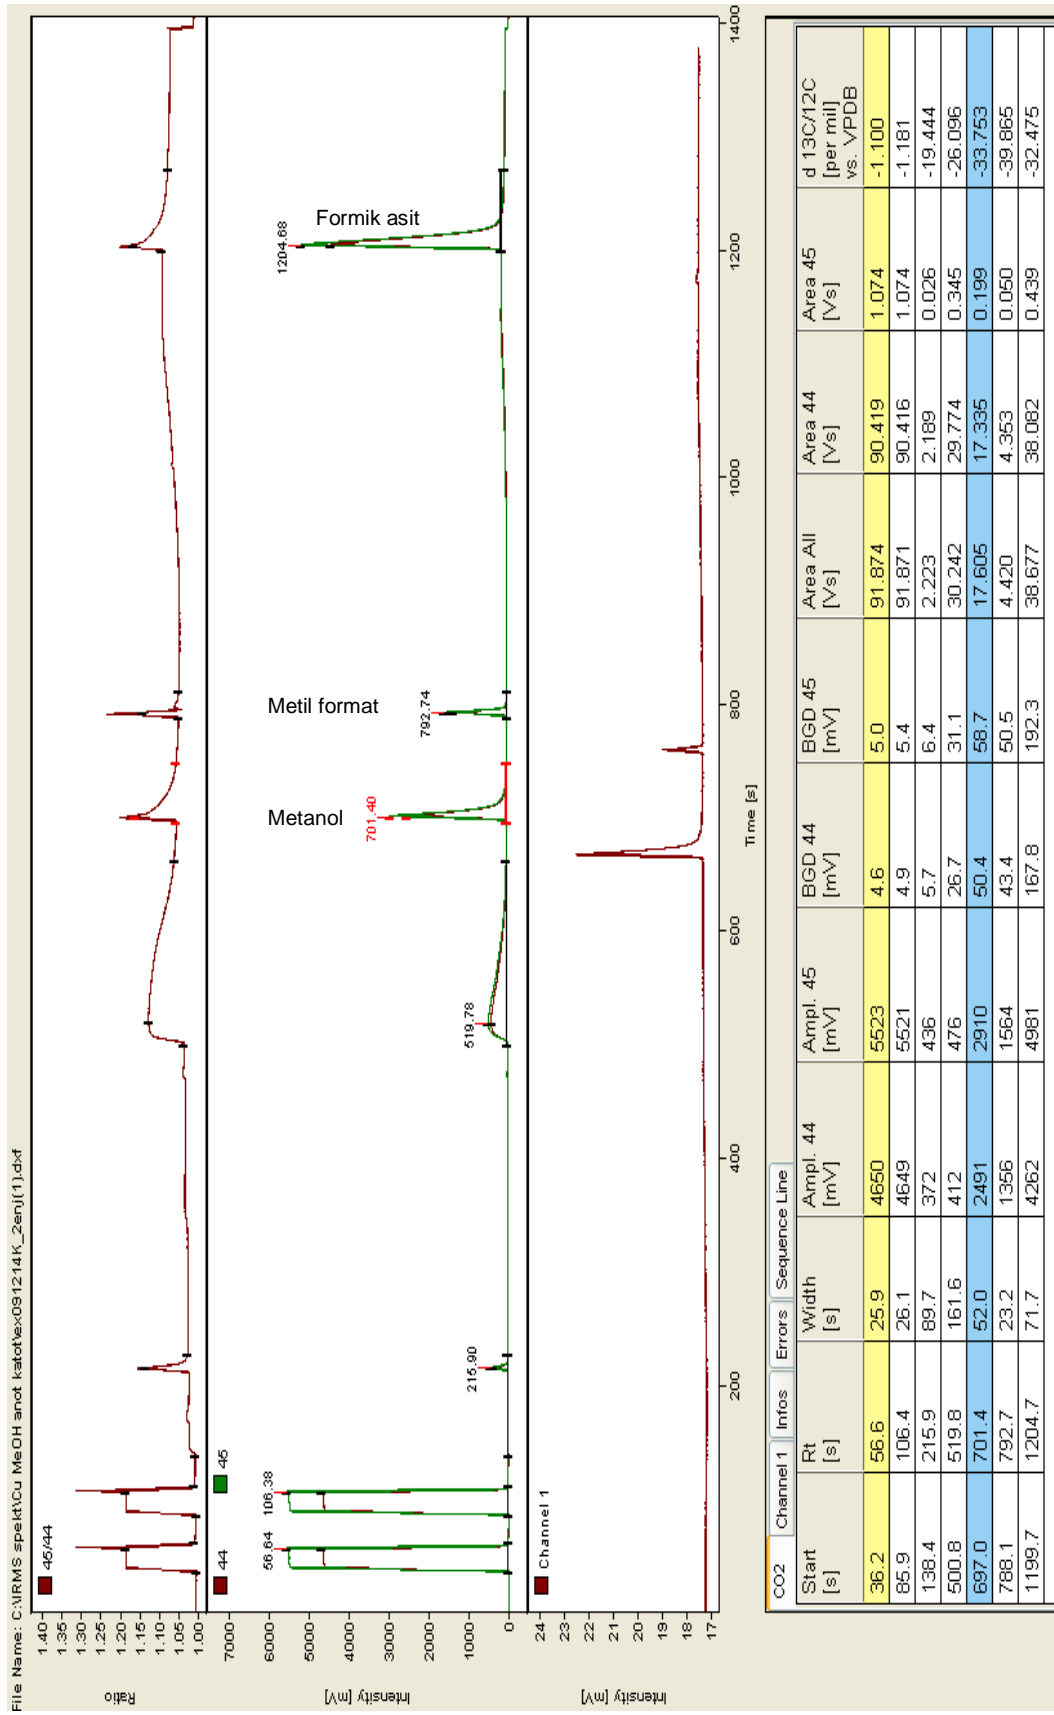 File Name: C:\IRMS spekt\Cu MeOH anot katot\ex091214K_2enj(1).dxf
45/44
1.40
1.35
1.30
1.25
1.20
1.15
1.10
1.05
1.00
Ratio
44
45
7000
6000
5000
4000
3000
2000
1000
0
Intensity [mV]
56.64
106.38
215.90
519.78
701.40
792.74
1204.68
Metanol
Metil format
Formik asit
Channel 1
24
23
22
21
20
19
18
17
Intensity [mV]
200
400
600
800
1000
1200
1400
Time [s]
CO2 Channel 1 Infos Errors Sequence Line
Start [s] Rt [s] Width [s] Ampl. 44 [mV] Ampl. 45 [mV] BGD 44 [mV] BGD 45 [mV] Area All [Vs] Area 44 [Vs] Area 45 [Vs] d 13C/12C [per mil] vs. VPDB
36.2 56.6 25.9 4650 5523 4.6 5.0 91.874 90.419 1.074 -1.100
85.9 106.4 26.1 4649 5521 4.9 5.4 91.871 90.416 1.074 -1.181
138.4 215.9 89.7 372 436 5.7 6.4 2.223 2.189 0.026 -19.444
500.8 519.8 161.6 412 476 26.7 31.1 30.242 29.774 0.345 -26.096
697.0 701.4 52.0 2491 2910 50.4 58.7 17.605 17.335 0.199 -33.753
788.1 792.7 23.2 1356 1564 43.4 50.5 4.420 4.353 0.050 -39.865
1199.7 1204.7 71.7 4262 4981 167.8 192.3 38.677 38.082 0.439 -32.475